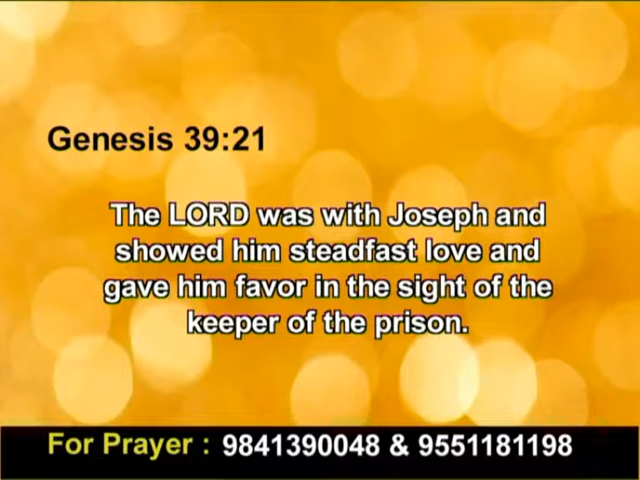 Genesis 39:21
The LORD was with Joseph and
showed him steadfast love and
gave him favor in the sight of the
keeper of the prison.
For Prayer : 9841390048 & 9551181198